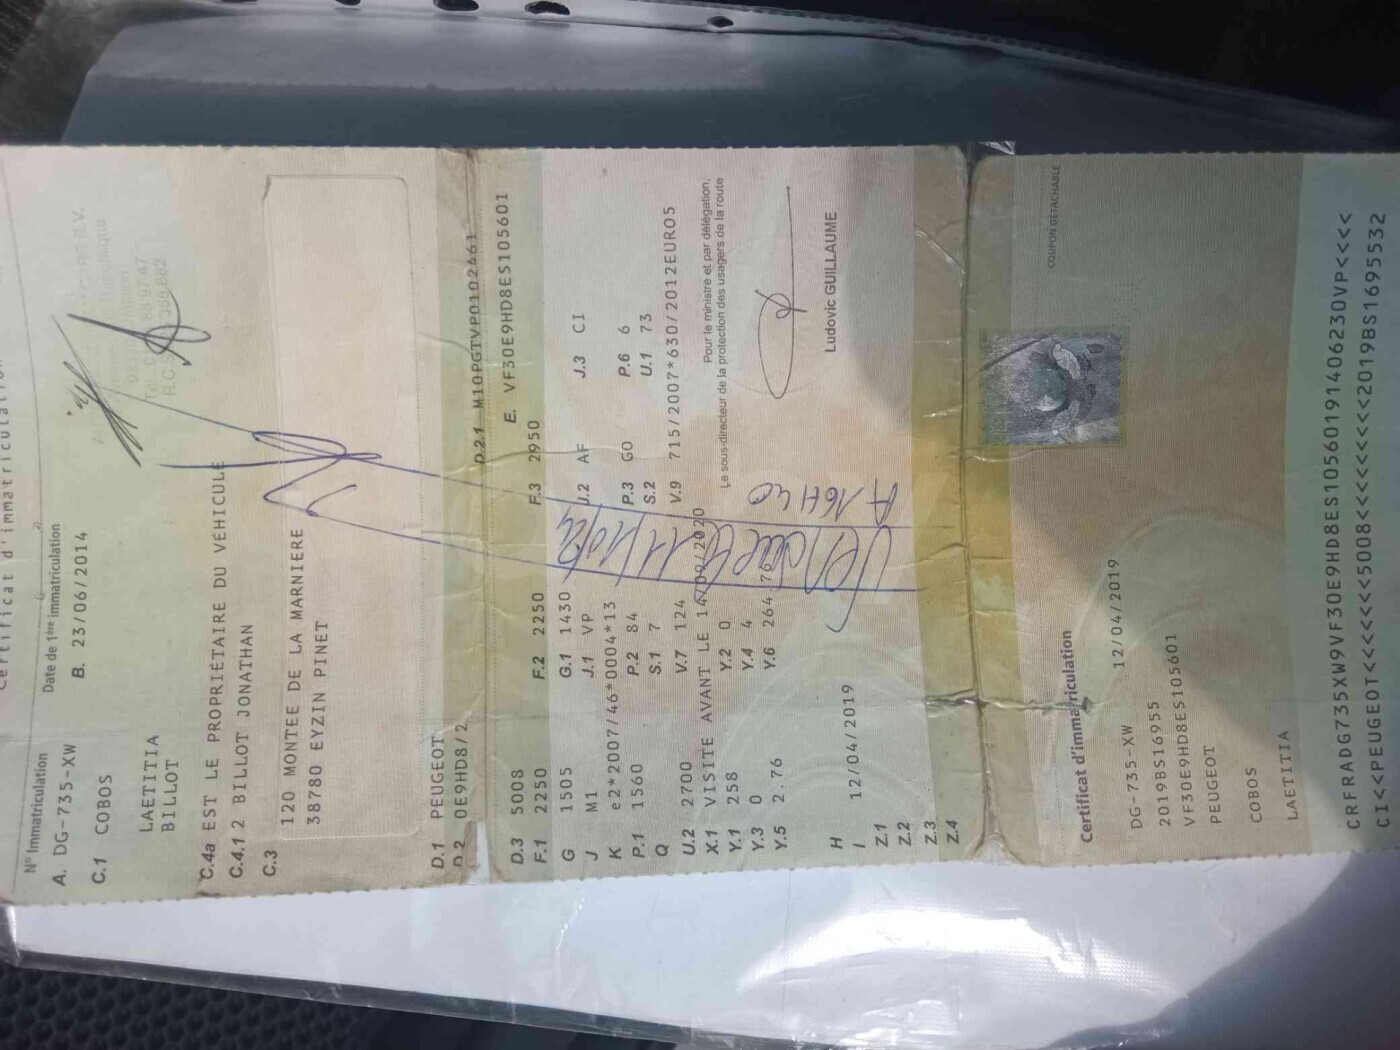 Certificat d'immatriculation
N° Immatriculation
Date de 1ère immatriculation
A. DG-735-XW
B. 23/06/2014
C.1 COBOS
LAETITIA
BILLOT
C.4a EST LE PROPRIÉTAIRE DU VÉHICULE
C.4.1 2 BILLOT JONATHAN
C.3
120 MONTEE DE LA MARNIERE
38780 EYZIN PINET
D.1 PEUGEOT
D.2 0E9HD8/2
D.2.1 M10PGTVP0102661
D.3 5008
E. VF30E9HD8ES105601
F.1 2250 F.2 2250 F.3 2950
G 1505 G.1 1430
J M1 J.1 VP J.2 AF J.3 CI
K e2*2007/46*0004*13
P.1 1560 P.2 84 P.3 GO P.6 6
Q S.1 7 S.2 U.1 73
U.2 2700 V.7 124 V.9 715/2007*630/2012EURO5
X.1 VISITE AVANT LE 14/09/2020
Y.1 258 Y.2 0
Y.3 0 Y.4 4
Y.5 2.76 Y.6 264.76
Pour le ministre et par délégation,
Le sous-directeur de la protection des usagers de la route
Ludovic GUILLAUME
H
I 12/04/2019
Z.1
Z.2
Z.3
Z.4
A 16H40
COUPON DÉTACHABLE
Certificat d'immatriculation
DG-735-XW 12/04/2019
2019BS16955
VF30E9HD8ES105601
PEUGEOT
COBOS
LAETITIA
CRFRADG735XW9VF30E9HD8ES1056019140623OVP<<<<
CI<<PEUGEOT<<<<<<<5008<<<<<<<<<<2019BS1695532